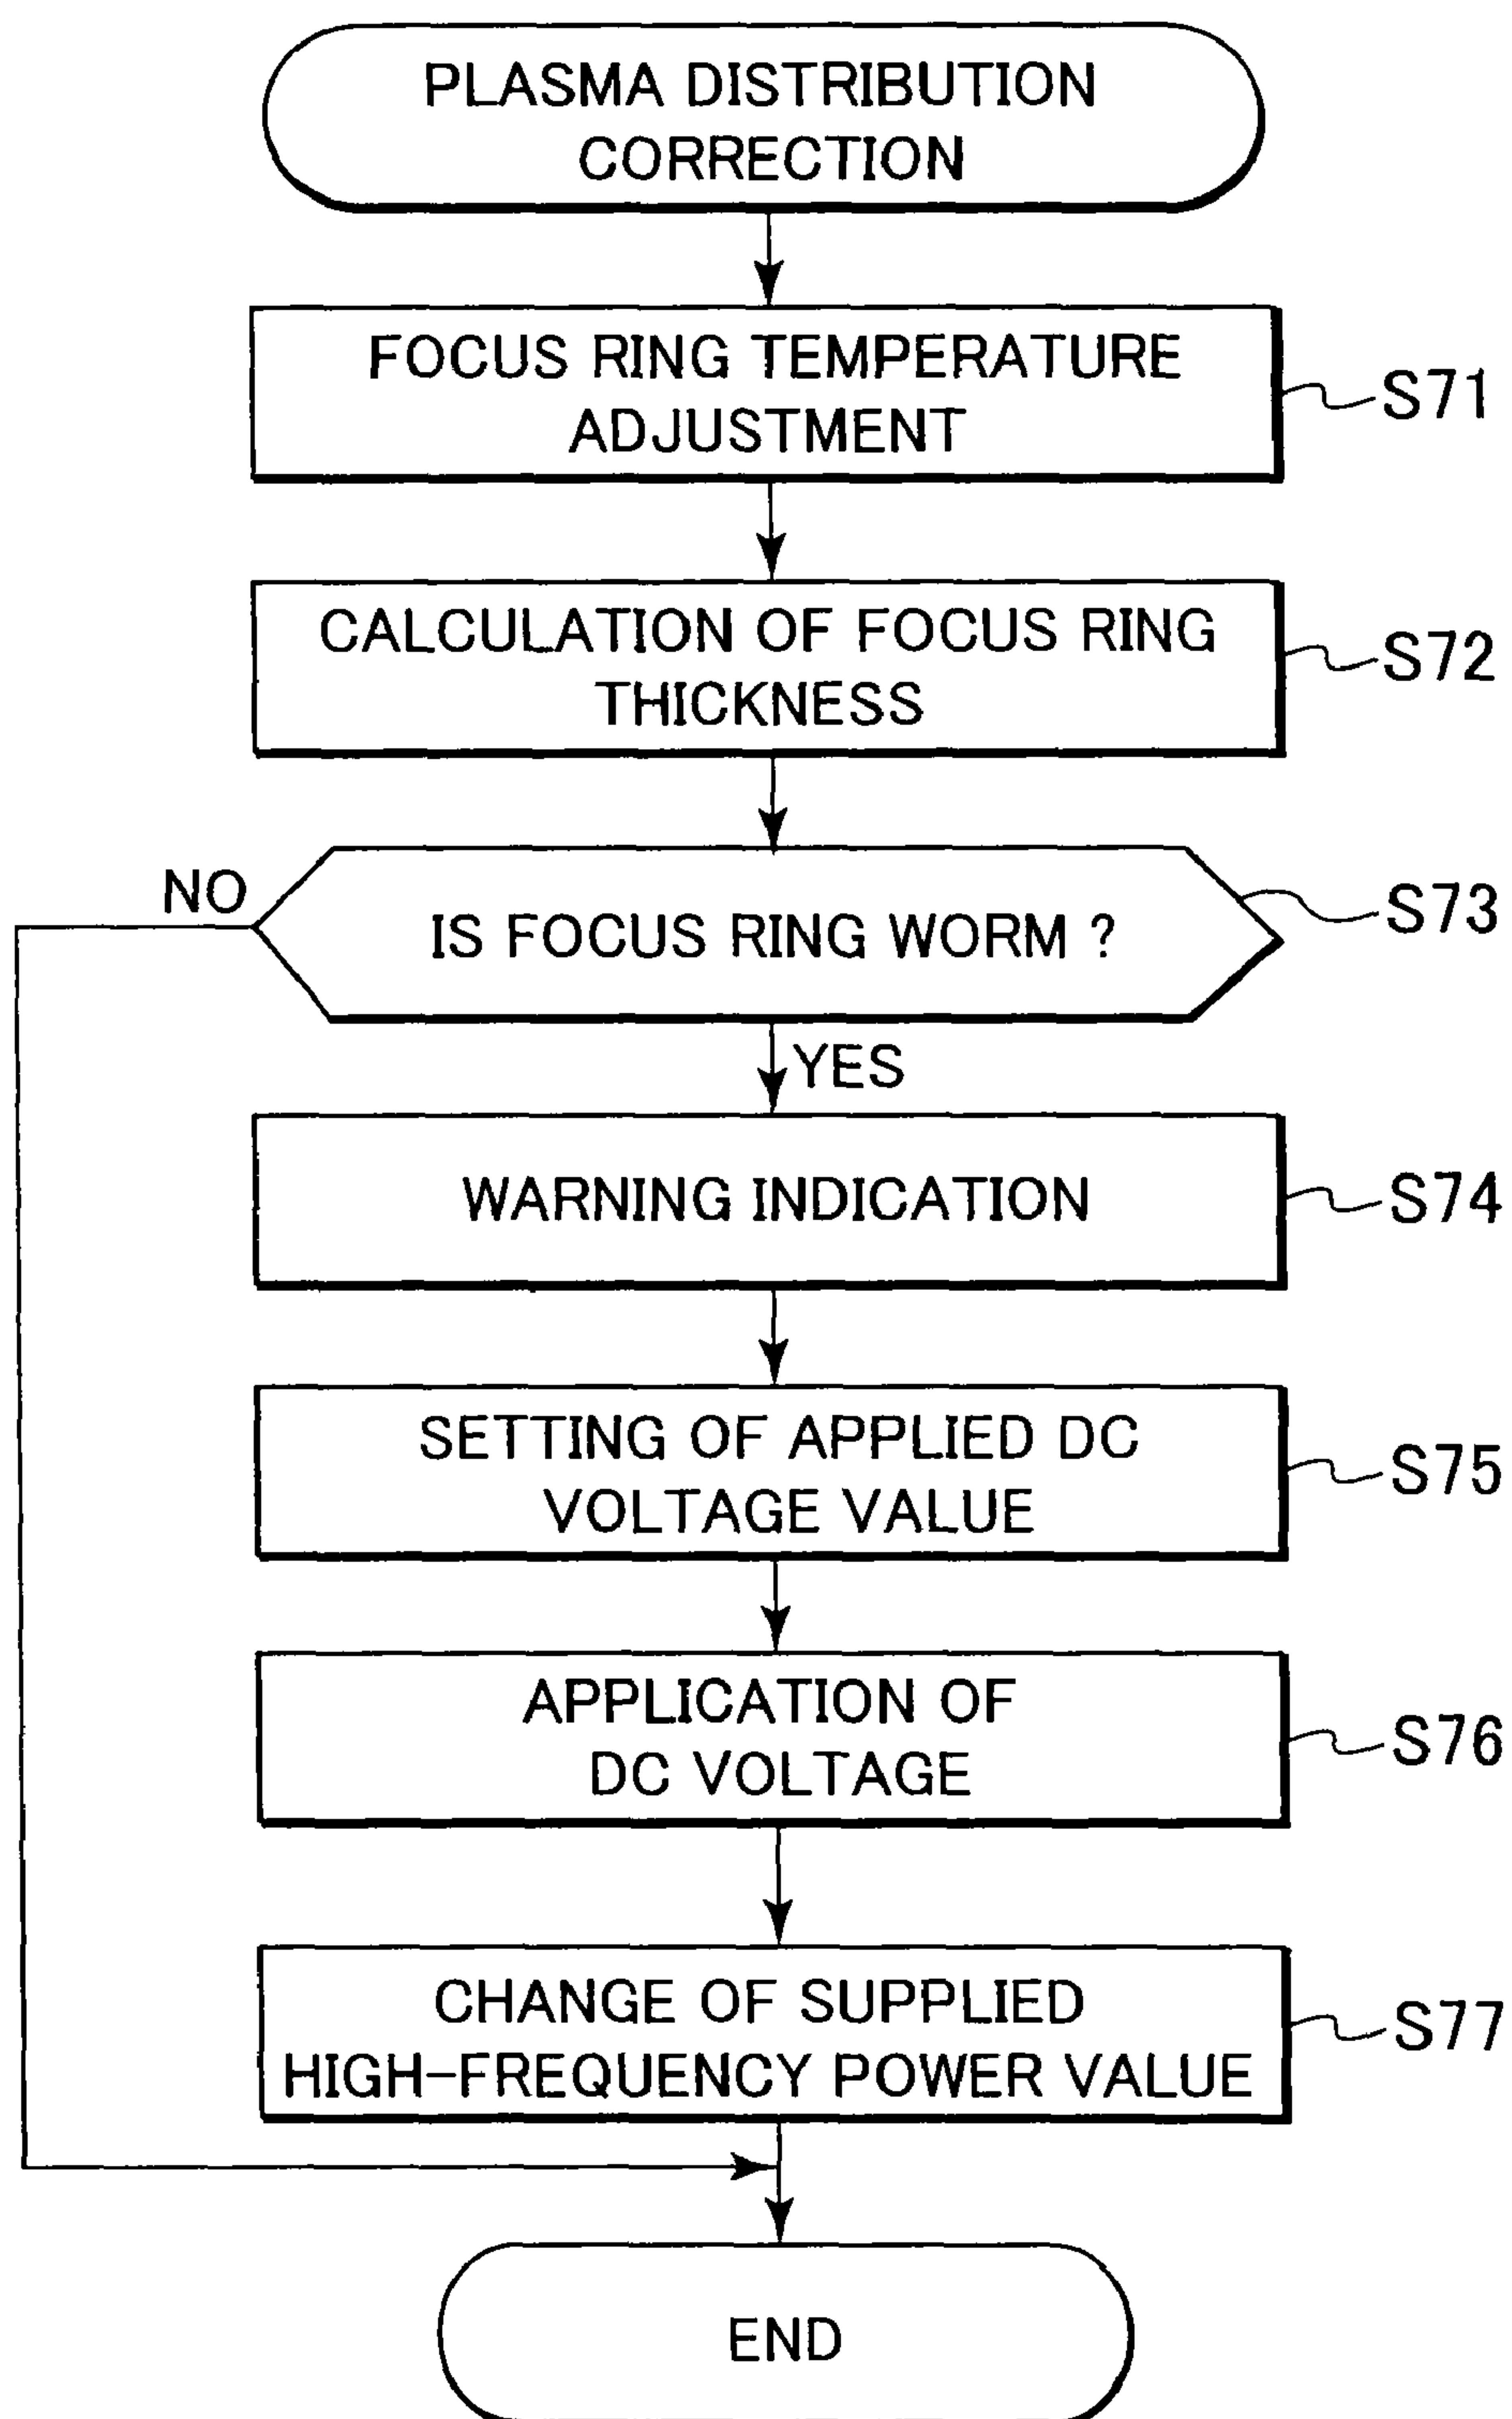 PLASMA DISTRIBUTION
CORRECTION
FOCUS RING TEMPERATURE
ADJUSTMENT
S71
CALCULATION OF FOCUS RING
THICKNESS
S72
NO
IS FOCUS RING WORM ?
S73
YES
WARNING INDICATION
S74
SETTING OF APPLIED DC
VOLTAGE VALUE
S75
APPLICATION OF
DC VOLTAGE
S76
CHANGE OF SUPPLIED
HIGH-FREQUENCY POWER VALUE
S77
END